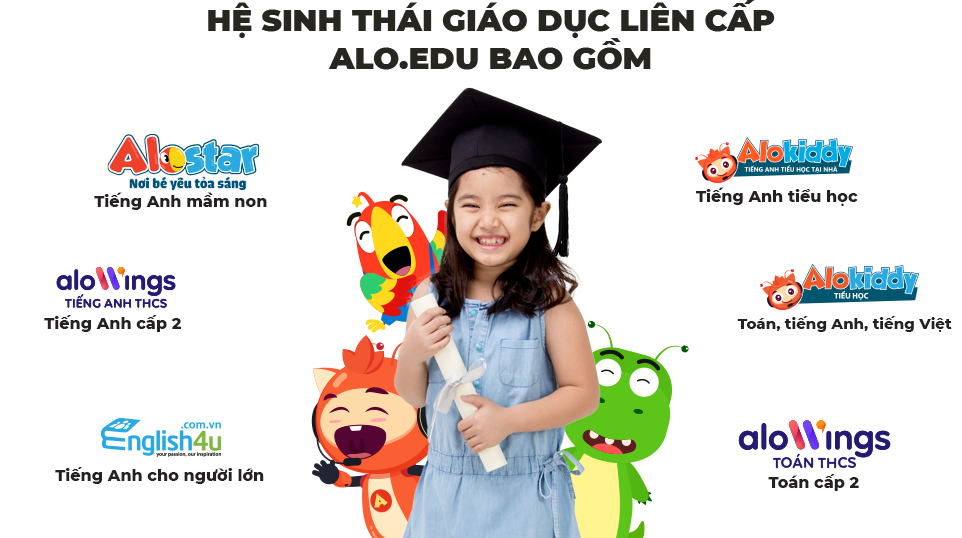 HỆ SINH THÁI GIÁO DỤC LIÊN CẤP
ALO.EDU BAO GỒM
Alostar
Nơi bé yêu tỏa sáng
Tiếng Anh mầm non
Alokiddy
TIẾNG ANH TIỂU HỌC TẠI NHÀ
Tiếng Anh tiểu học
aloWings
TIẾNG ANH THCS
Tiếng Anh cấp 2
Alokiddy
TIỂU HỌC
Toán, tiếng Anh, tiếng Việt
English4u
.com.vn
your passion, our inspiration
Tiếng Anh cho người lớn
aloWings
TOÁN THCS
Toán cấp 2
A